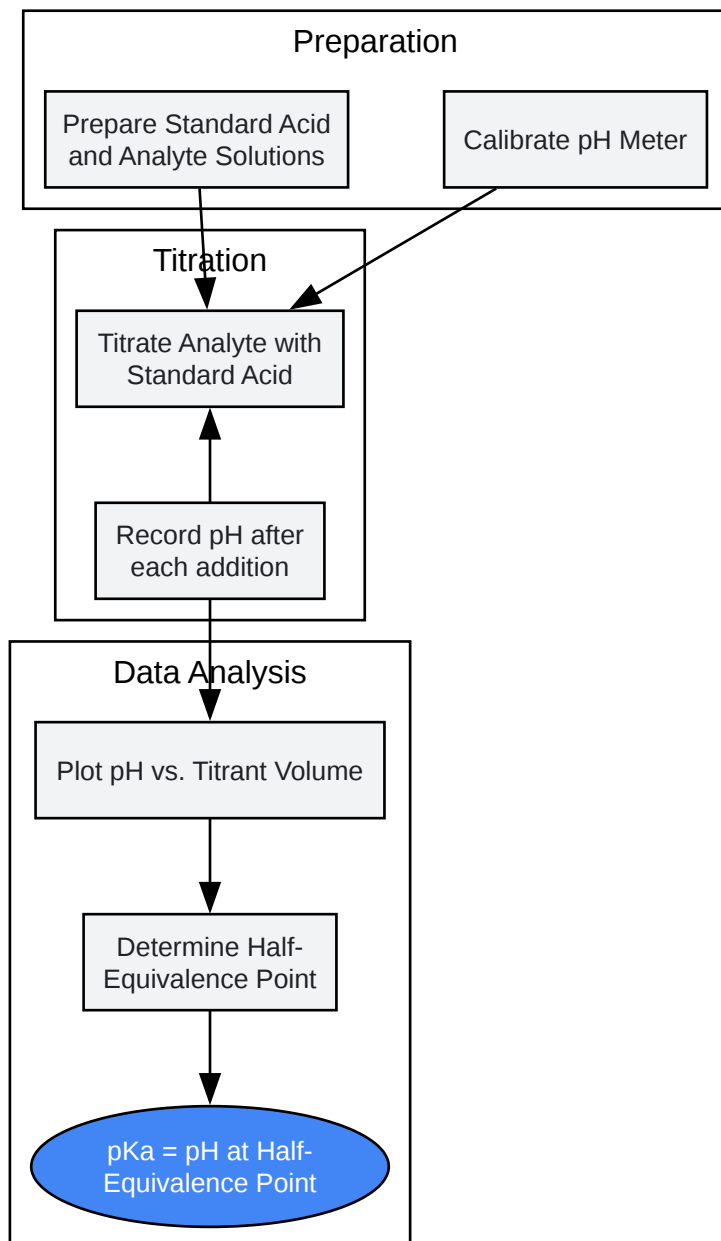 Preparation
Prepare Standard Acid
and Analyte Solutions
Calibrate pH Meter
Titration
Titrate Analyte with
Standard Acid
Record pH after
each addition
Data Analysis
Plot pH vs. Titrant Volume
Determine Half-
Equivalence Point
pKa = pH at Half-
Equivalence Point